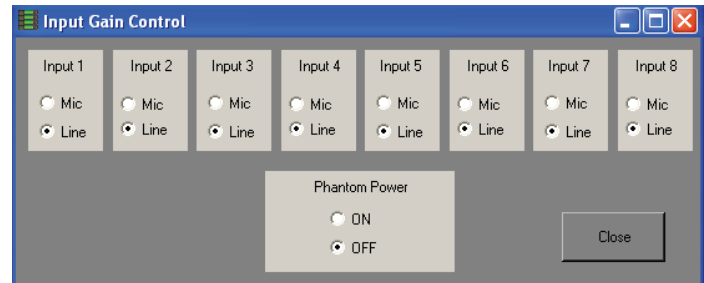 Input Gain Control
Input 1 Input 2 Input 3 Input 4 Input 5 Input 6 Input 7 Input 8
Mic Mic Mic Mic Mic Mic Mic Mic
Line Line Line Line Line Line Line Line
Phantom Power
ON
OFF
Close